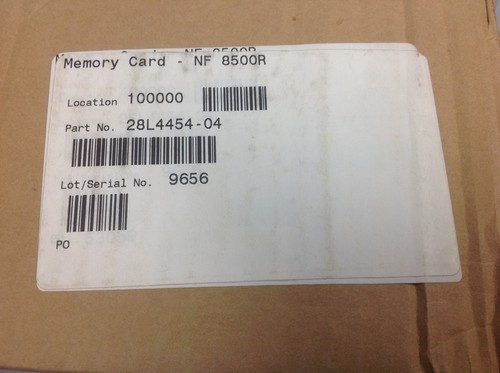 Memory Card - NF 8500R
Location 100000
Part No. 28L4454-04
Lot/Serial No. 9656
PO